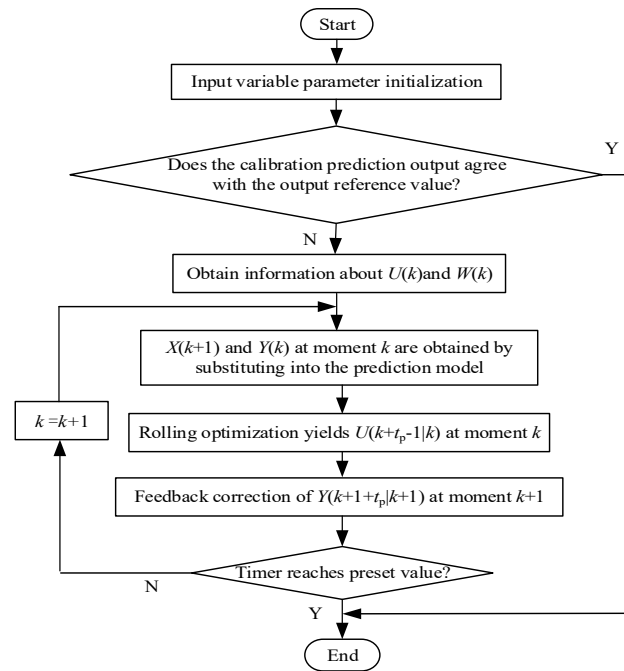 Start
Input variable parameter initialization
Does the calibration prediction output agree
with the output reference value?
Y
N
Obtain information about U(k)and W(k)
X(k+1) and Y(k) at moment k are obtained by
substituting into the prediction model
k =k+1
Rolling optimization yields U(k+tp-1|k) at moment k
Feedback correction of Y(k+1+tp|k+1) at moment k+1
Timer reaches preset value?
N
Y
End